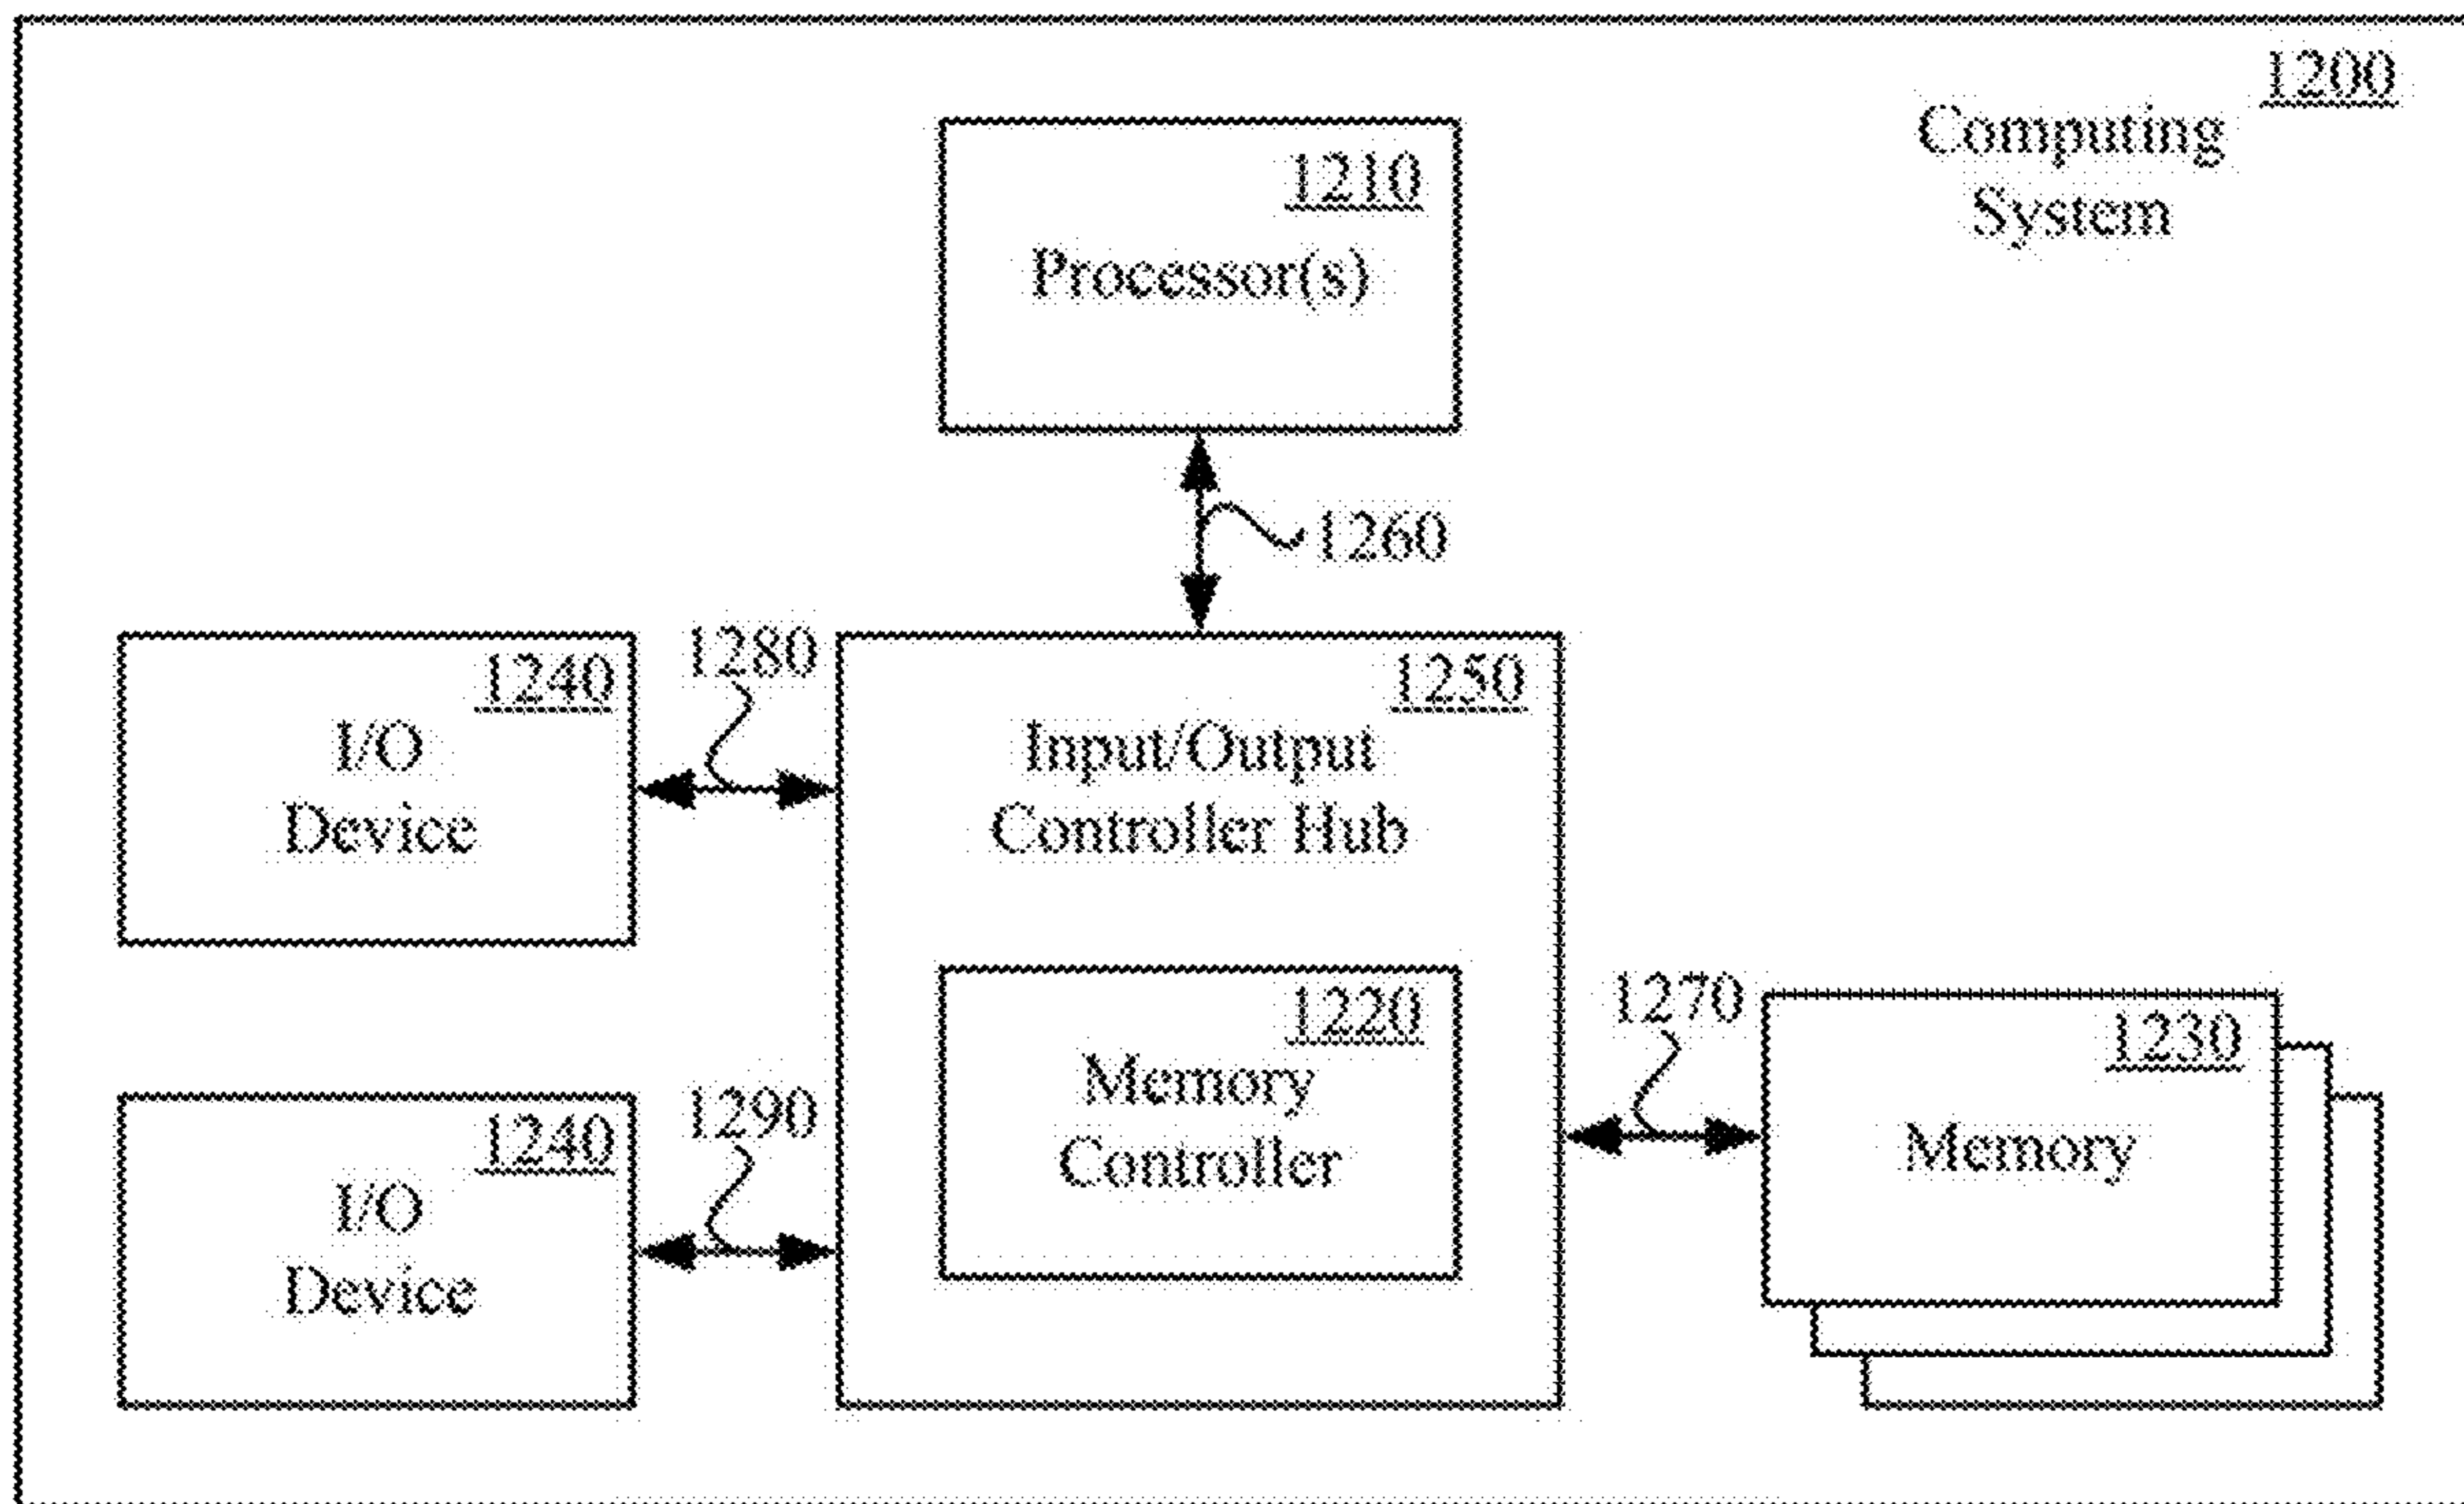 1200
Computing
System
1210
Processor(s)
1260
1240
I/O
Device
1280
1250
Input/Output
Controller Hub
1220
Memory
Controller
1270
1230
Memory
1240
I/O
Device
1290